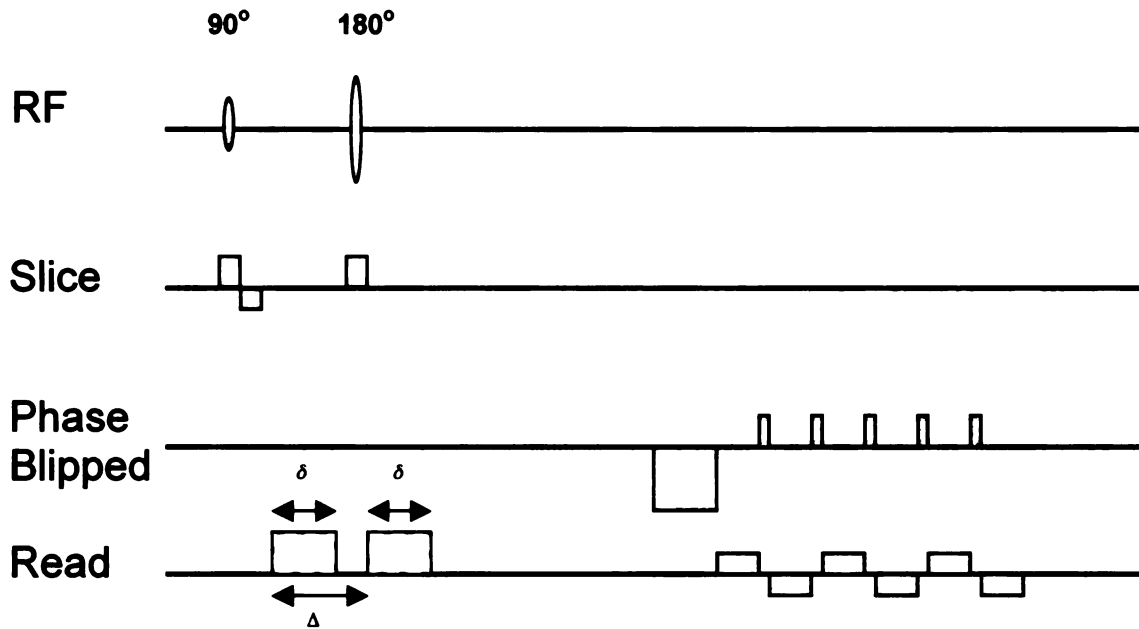 90° 180°
RF
Slice
Phase
Blipped
δ δ
Read
Δ